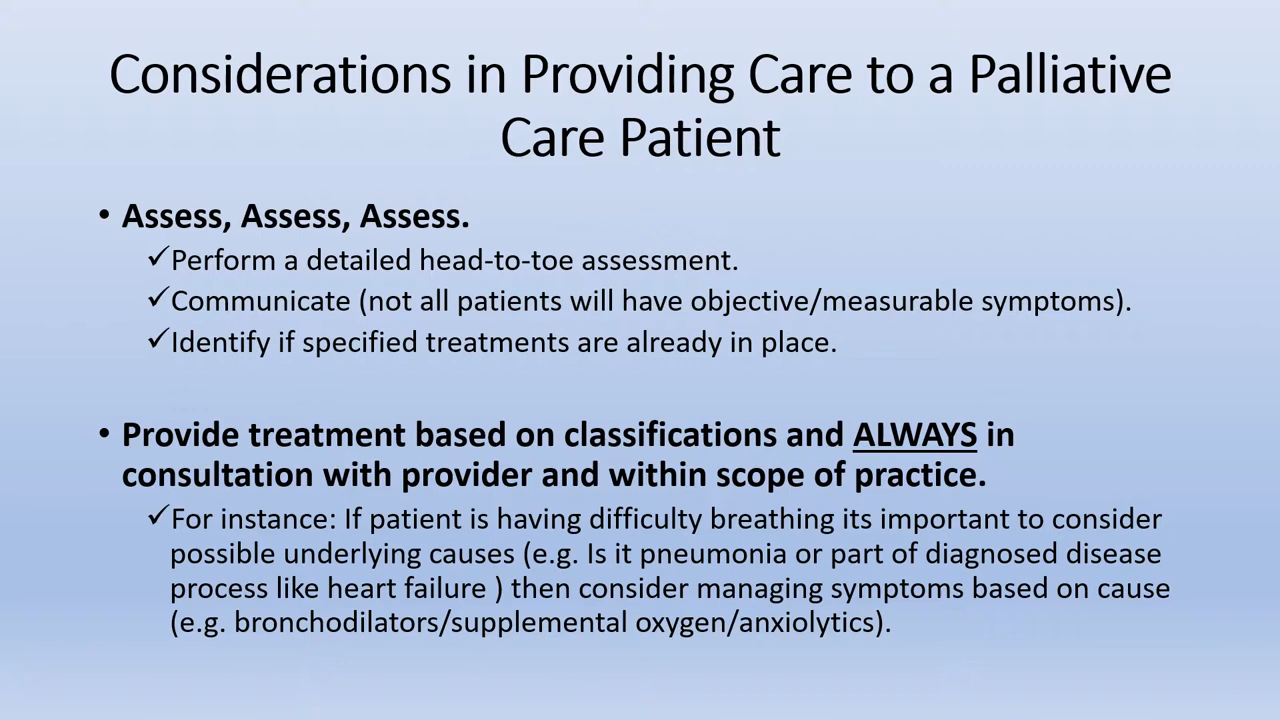 Considerations in Providing Care to a Palliative
Care Patient
• Assess, Assess, Assess.
✓Perform a detailed head-to-toe assessment.
✓Communicate (not all patients will have objective/measurable symptoms).
✓Identify if specified treatments are already in place.
• Provide treatment based on classifications and ALWAYS in
consultation with provider and within scope of practice.
✓For instance: If patient is having difficulty breathing its important to consider
possible underlying causes (e.g. Is it pneumonia or part of diagnosed disease
process like heart failure ) then consider managing symptoms based on cause
(e.g. bronchodilators/supplemental oxygen/anxiolytics).